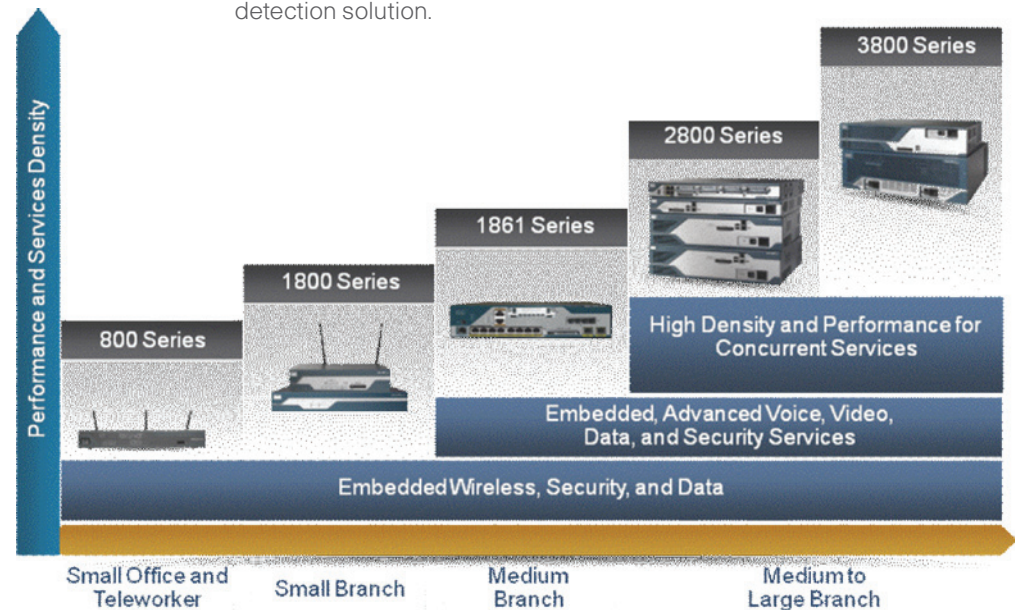 detection solution.
3800 Series
2800 Series
1861 Series
1800 Series
800 Series
Performance and Services Density
High Density and Performance for
Concurrent Services
Embedded, Advanced Voice, Video,
Data, and Security Services
Embedded Wireless, Security, and Data
Small Office and
Teleworker
Small Branch
Medium
Branch
Medium to
Large Branch